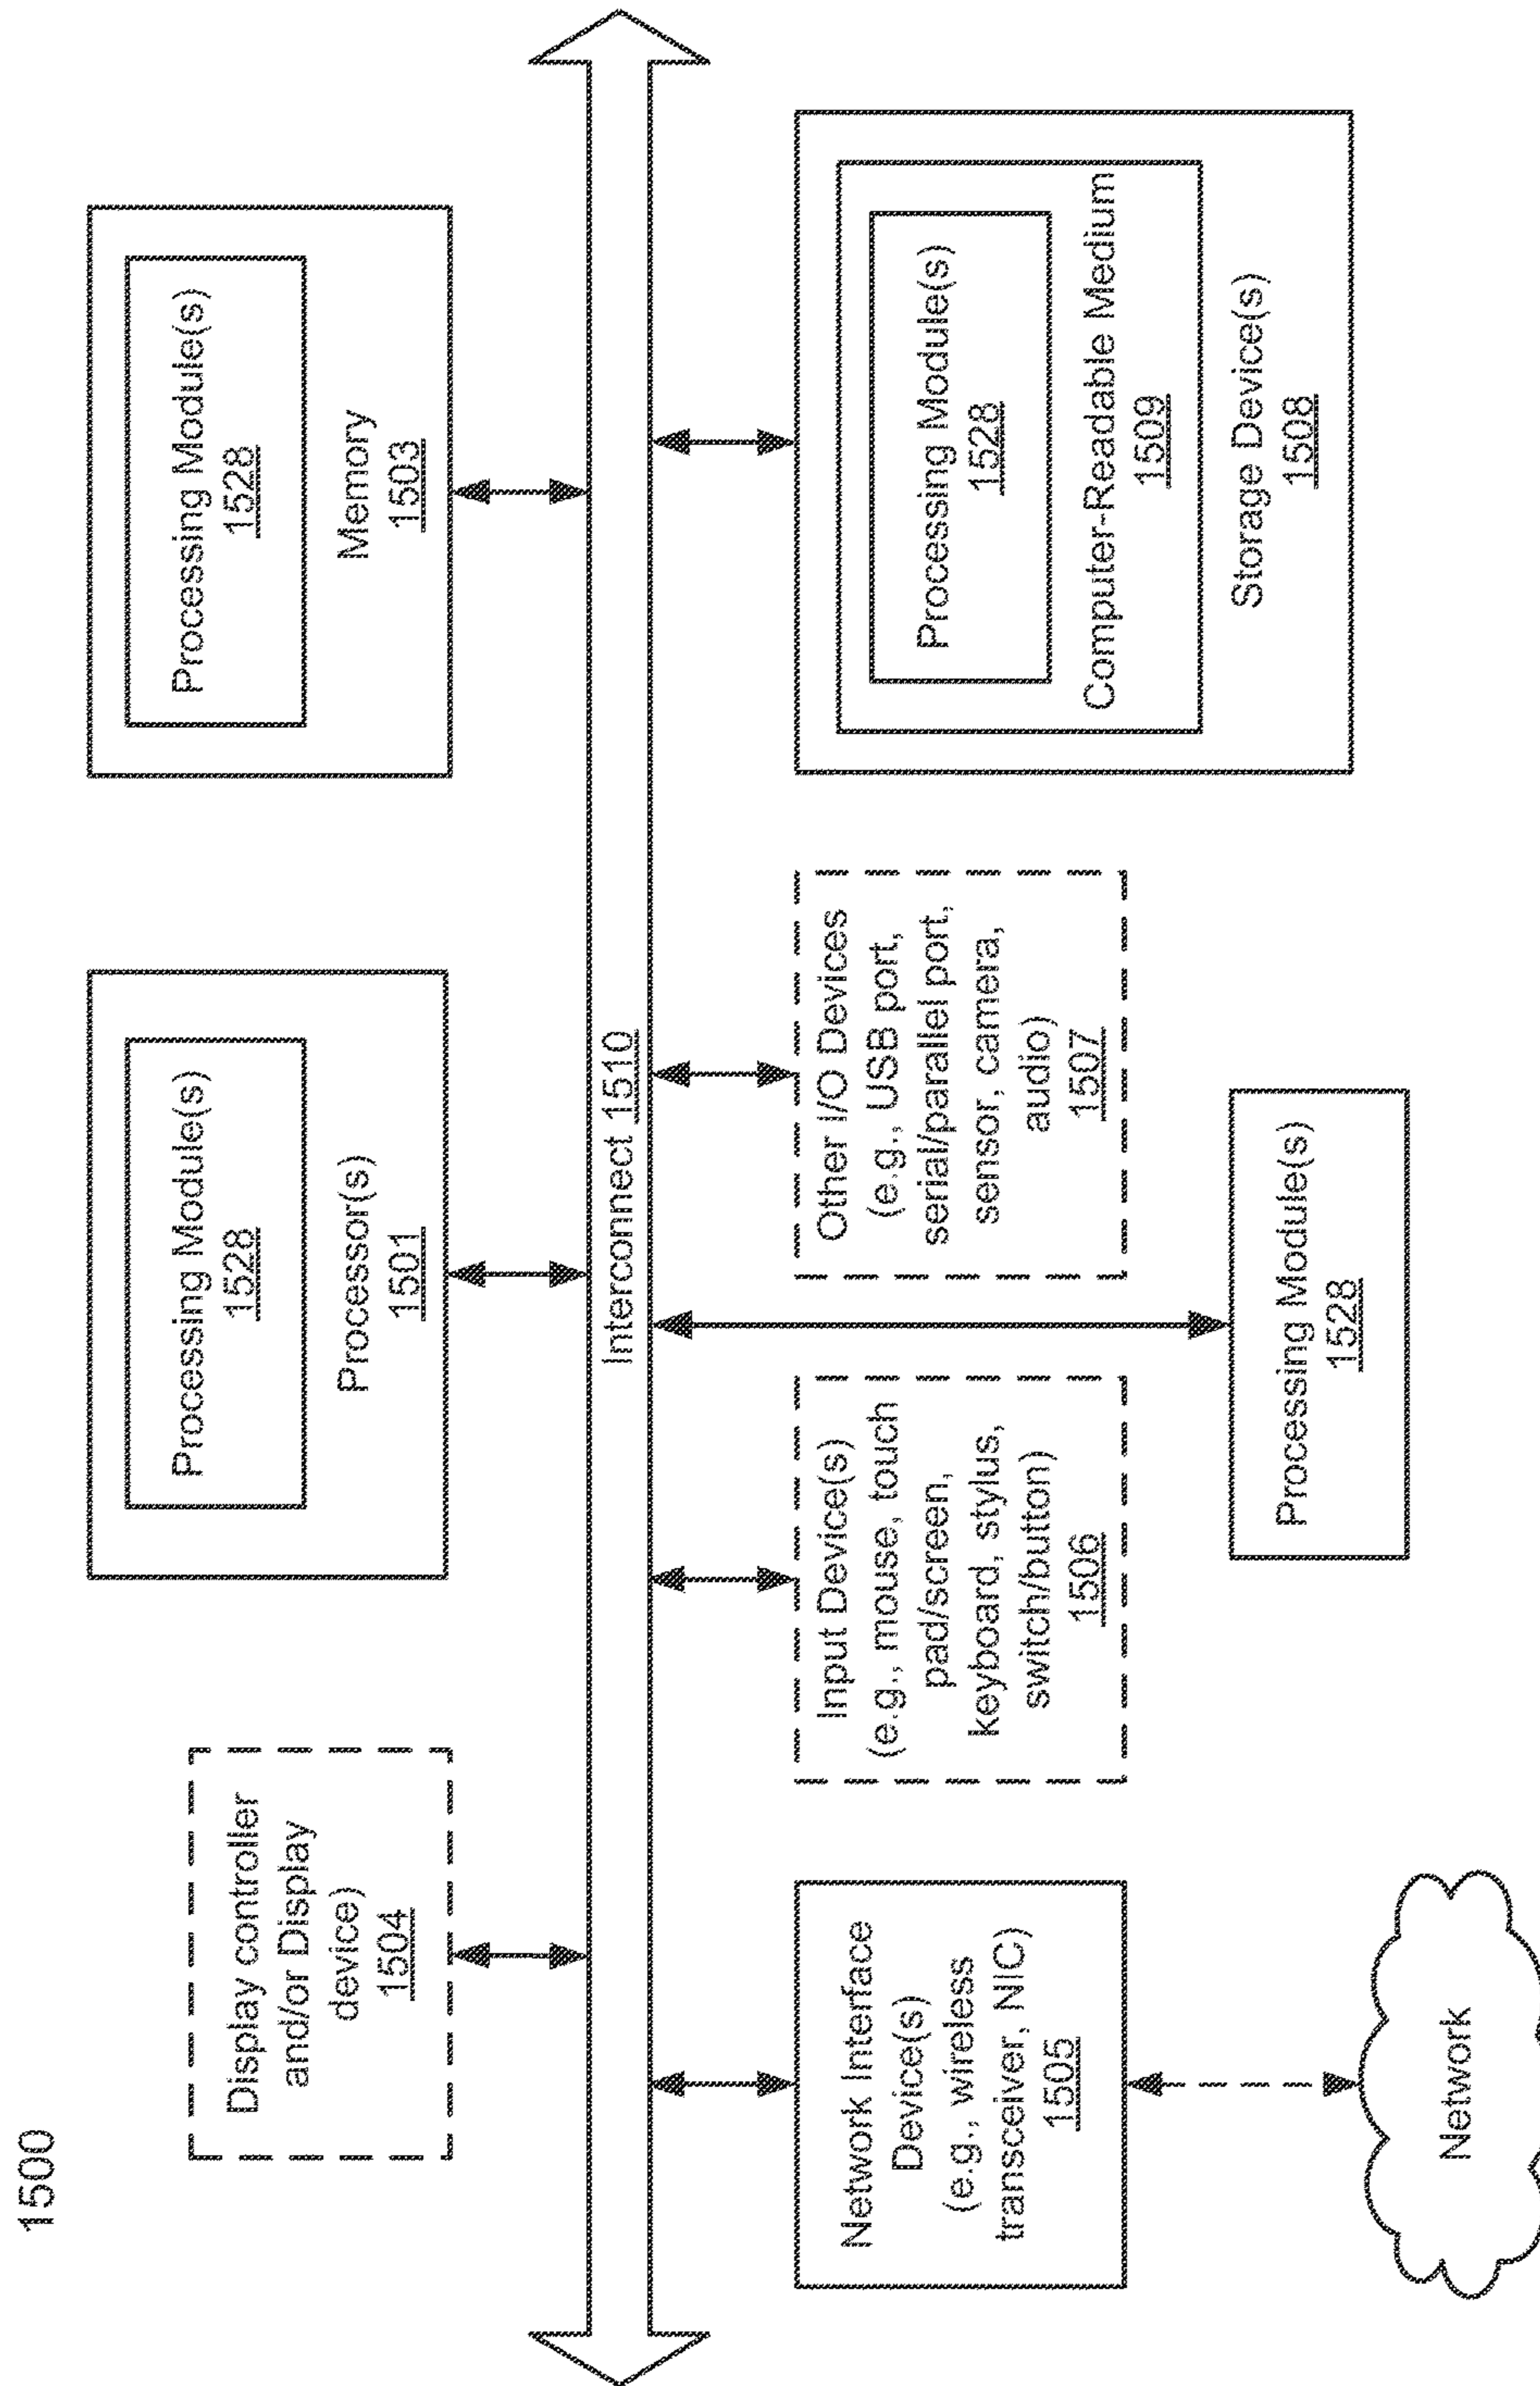 1500
Display controller
and/or Display
device)
1504
Processing Module(s)
1528
Processor(s)
1501
Processing Module(s)
1528
Memory
1503
Interconnect 1510
Network Interface
Device(s)
(e.g., wireless
transceiver, NIC)
1505
Input Device(s)
(e.g., mouse, touch
pad/screen,
keyboard, stylus,
switch/button)
1506
Other I/O Devices
(e.g., USB port,
serial/parallel port,
sensor, camera,
audio)
1507
Processing Module(s)
1528
Computer-Readable Medium
1509
Storage Device(s)
1508
Processing Module(s)
1528
Network